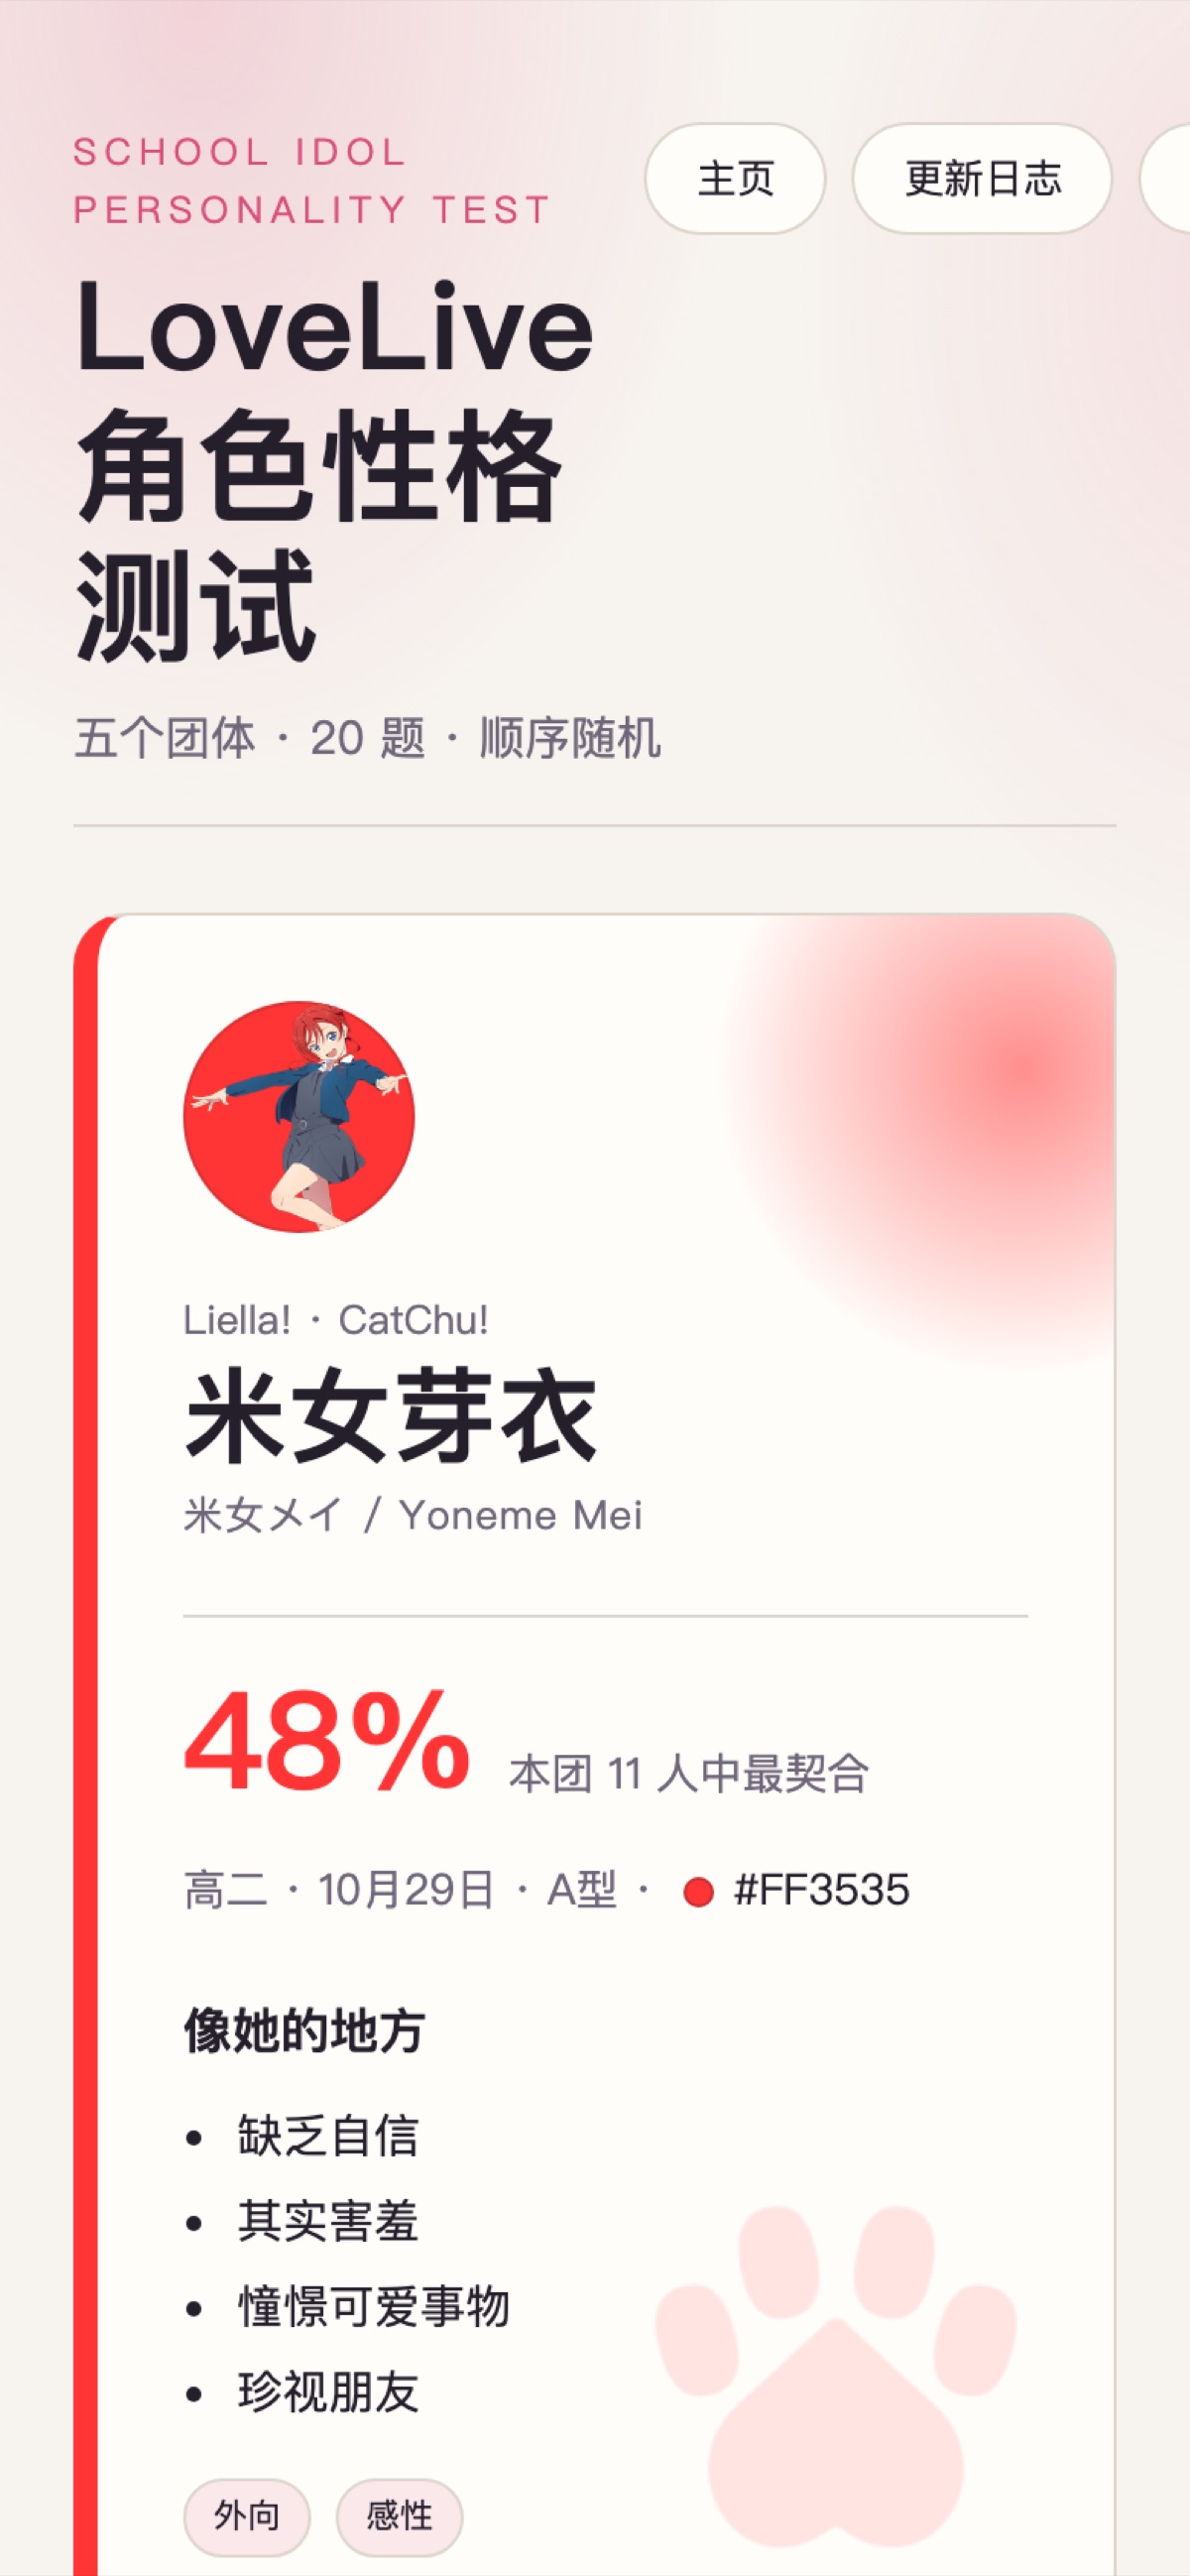 SCHOOL IDOL
PERSONALITY TEST
主页
更新日志
LoveLive
角色性格
测试
五个团体 · 20 题 · 顺序随机
Liella! · CatChu!
米女芽衣
米女メイ / Yoneme Mei
48% 本团 11 人中最契合
高二 · 10月29日 · A型 · #FF3535
像她的地方
• 缺乏自信
• 其实害羞
• 憧憬可爱事物
• 珍视朋友
外向
感性